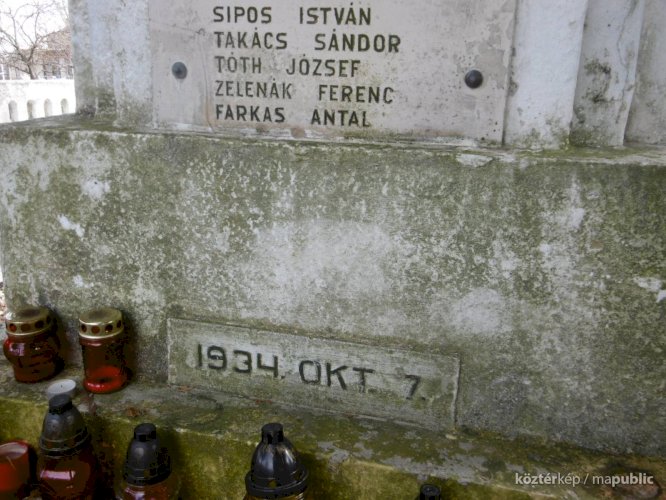 SIPOS ISTVÁN
TAKÁCS SÁNDOR
TÓTH JÓZSEF
ZELENÁK FERENC
FARKAS ANTAL
1934. OKT. 7.
köztérkép / mapublic